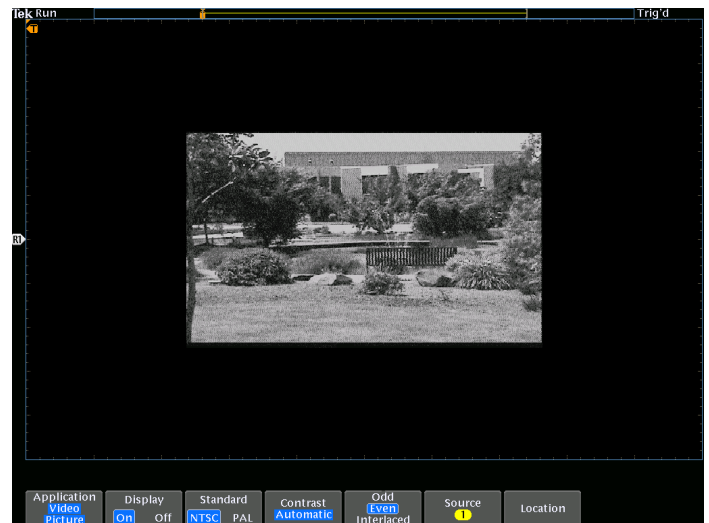 Tek Run
Trig'd
T
R1
Application
Video
Picture
Display
On Off
Standard
NTSC PAL
Contrast
Automatic
Odd
Even
Interlaced
Source
1
Location